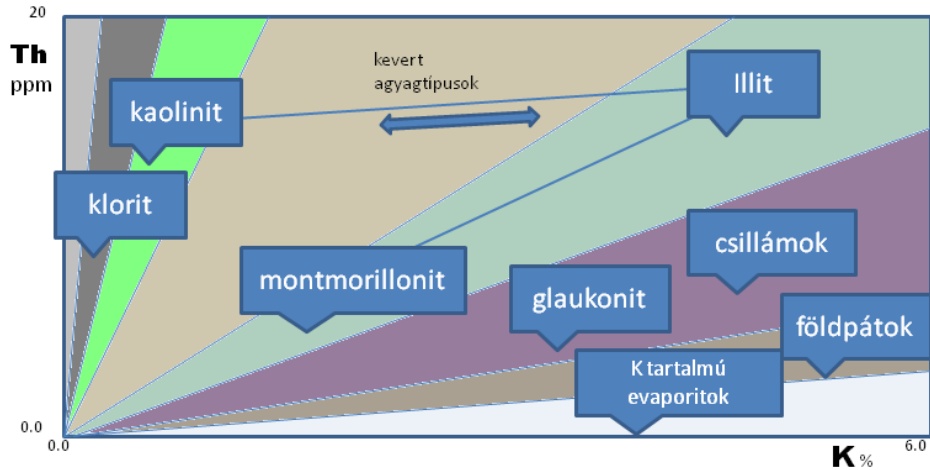 20
Th
ppm
kevert
agyagtípusok
kaolinit
Illit
klorit
csillámok
montmorillonit
glaukonit
földpátok
K tartalmú
evaporitok
0.0
0.0
6.0
K %